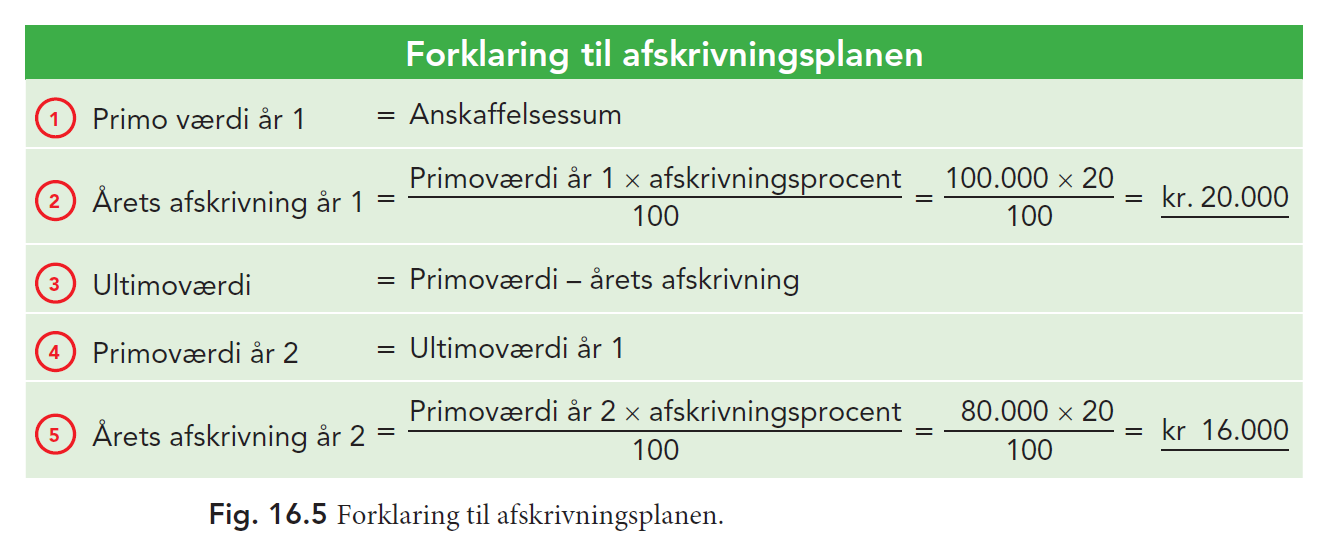 Forklaring til afskrivningsplanen
1 Primo værdi år 1 = Anskaffelsessum
2 Årets afskrivning år 1 = Primoværdi år 1 × afskrivningsprocent / 100 = 100.000 × 20 / 100 = kr. 20.000
3 Ultimoværdi = Primoværdi – årets afskrivning
4 Primoværdi år 2 = Ultimoværdi år 1
5 Årets afskrivning år 2 = Primoværdi år 2 × afskrivningsprocent / 100 = 80.000 × 20 / 100 = kr 16.000
Fig. 16.5 Forklaring til afskrivningsplanen.